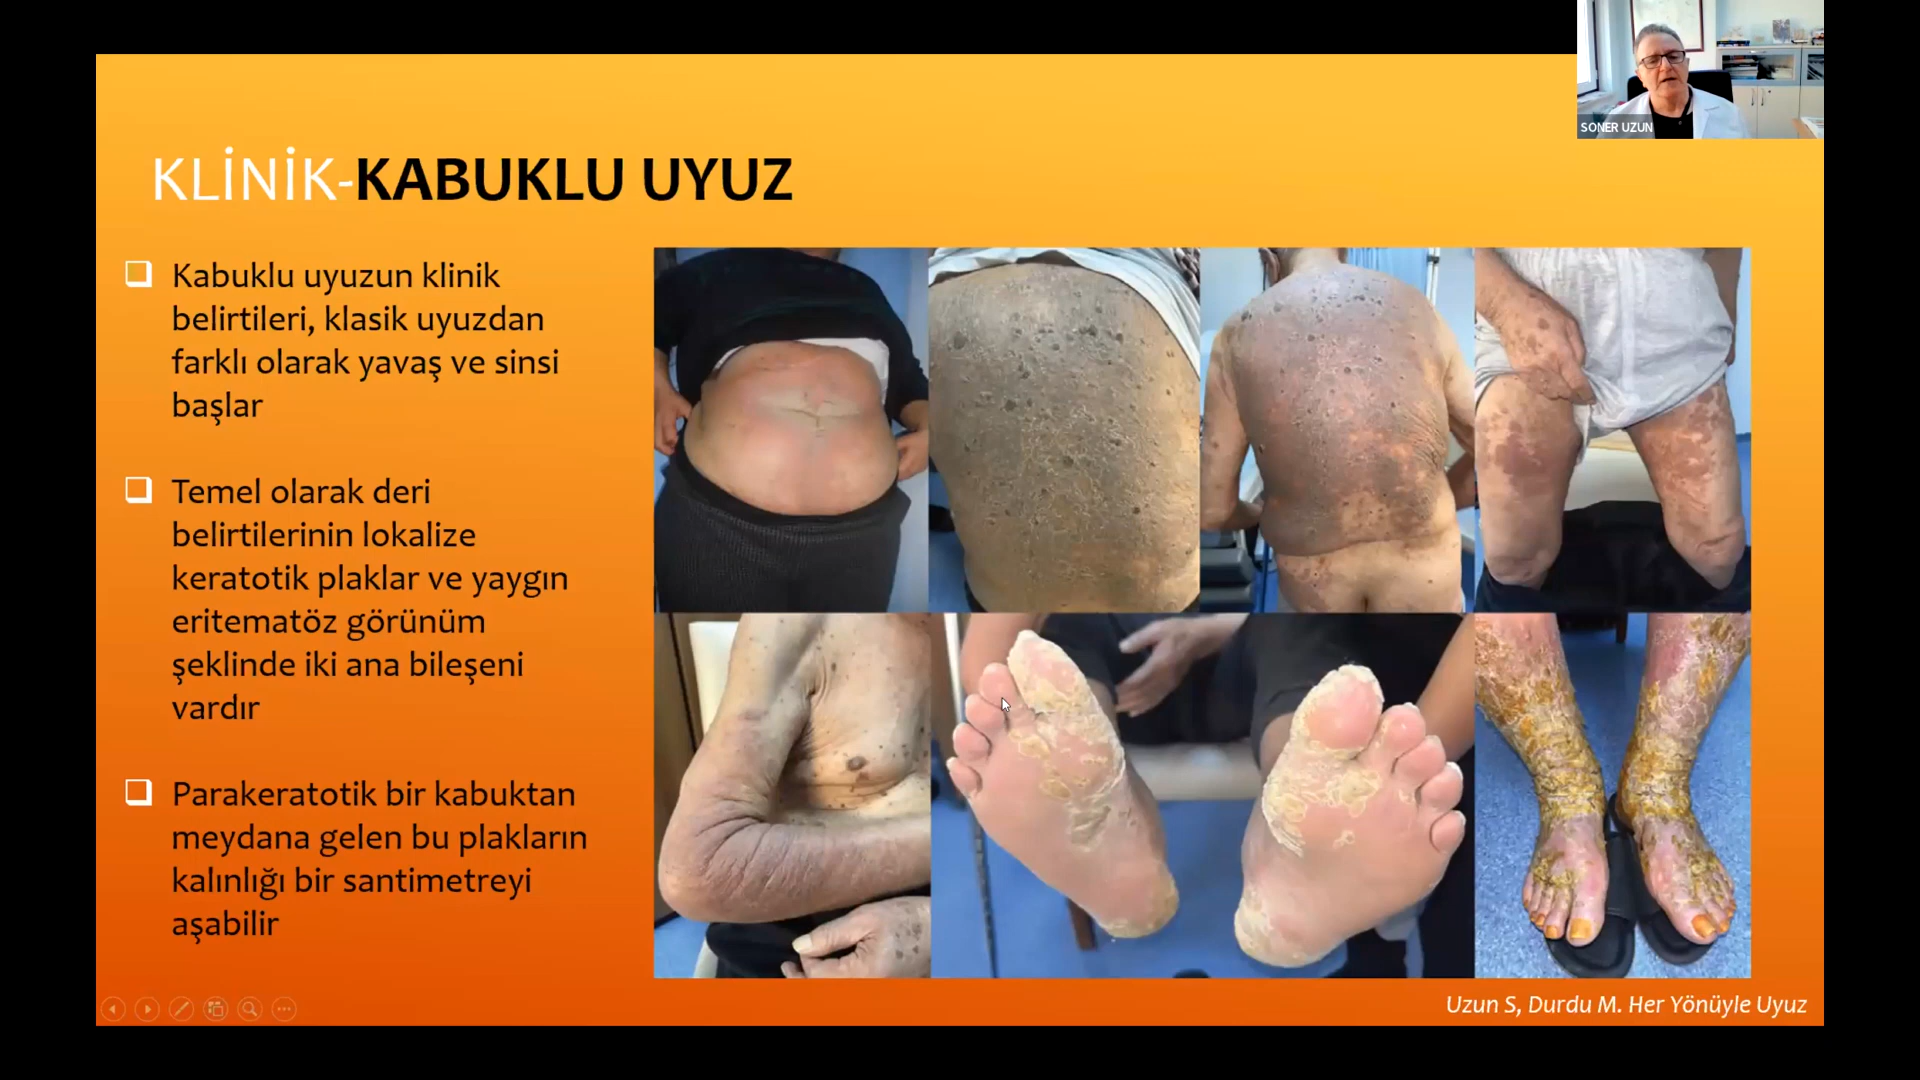 SONER UZUN
KLİNİK-KABUKLU UYUZ
Kabuklu uyuzun klinik
belirtileri, klasik uyuzdan
farklı olarak yavaş ve sinsi
başlar
Temel olarak deri
belirtilerinin lokalize
keratotik plaklar ve yaygın
eritematöz görünüm
şeklinde iki ana bileşeni
vardır
Parakeratotik bir kabuktan
meydana gelen bu plakların
kalınlığı bir santimetreyi
aşabilir
Uzun S, Durdu M. Her Yönüyle Uyuz